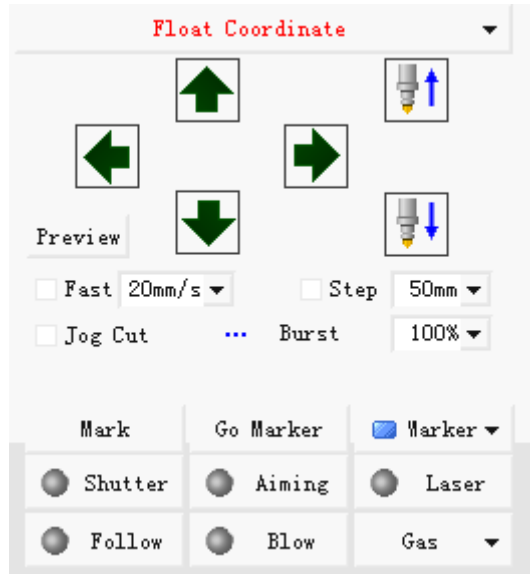 Float Coordinate
Preview
Fast 20mm/s Step 50mm
Jog Cut ... Burst 100%
Mark Go Marker Marker
Shutter Aiming Laser
Follow Blow Gas